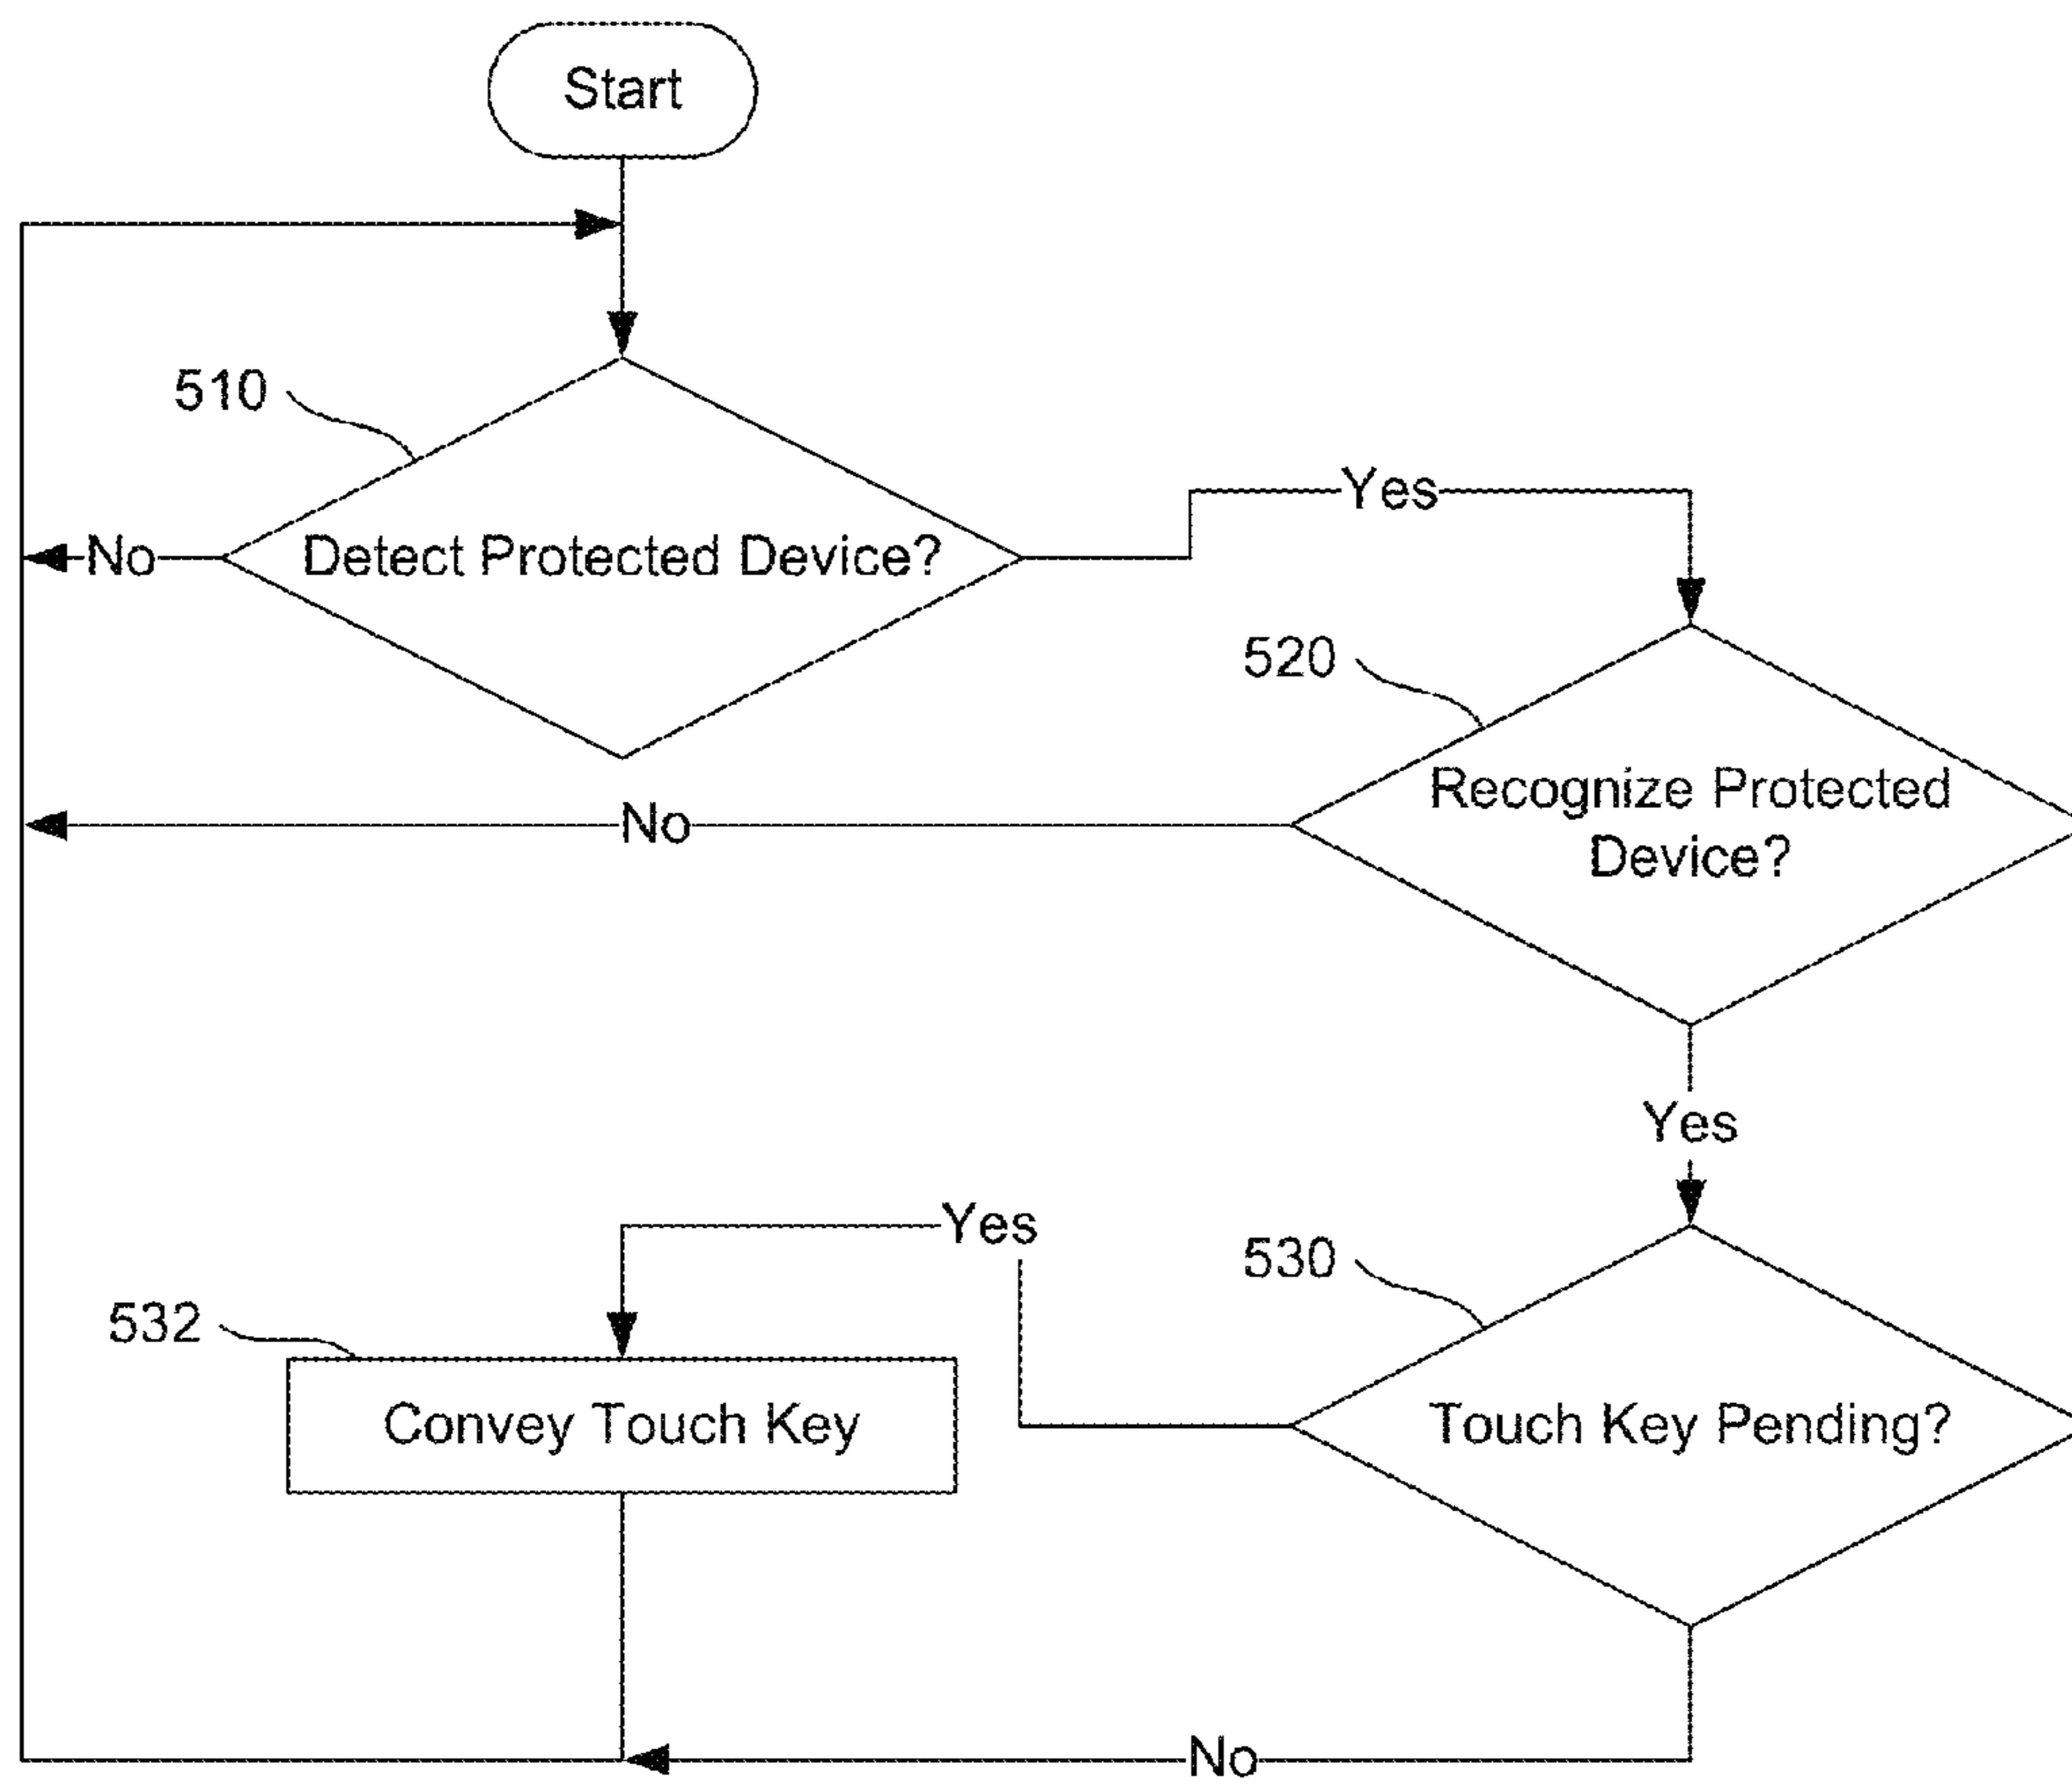 Start
510
Detect Protected Device?
No
Yes
520
Recognize Protected
Device?
No
Yes
530
Touch Key Pending?
Yes
532
Convey Touch Key
No